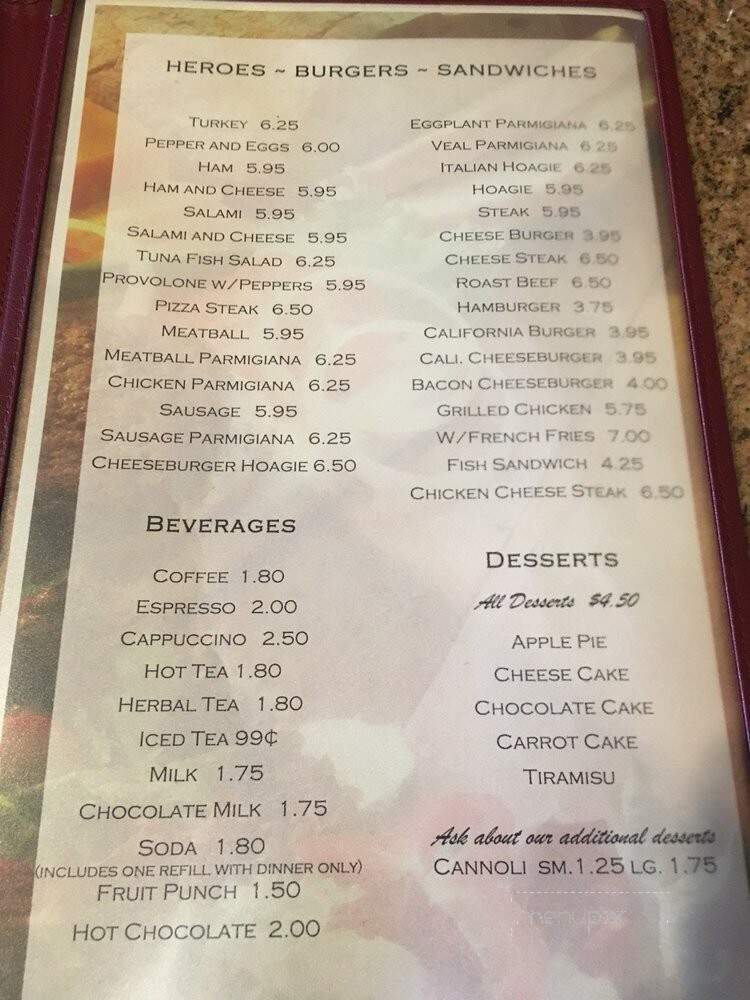 HEROES ~ BURGERS ~ SANDWICHES
TURKEY 6.25
PEPPER AND EGGS 6.00
HAM 5.95
HAM AND CHEESE 5.95
SALAMI 5.95
SALAMI AND CHEESE 5.95
TUNA FISH SALAD 6.25
PROVOLONE W/PEPPERS 5.95
PIZZA STEAK 6.50
MEATBALL 5.95
MEATBALL PARMIGIANA 6.25
CHICKEN PARMIGIANA 6.25
SAUSAGE 5.95
SAUSAGE PARMIGIANA 6.25
CHEESEBURGER HOAGIE 6.50
EGGPLANT PARMIGIANA 6.25
VEAL PARMIGIANA 6.25
ITALIAN HOAGIE 6.25
HOAGIE 5.95
STEAK 5.95
CHEESE BURGER 3.95
CHEESE STEAK 6.50
ROAST BEEF 6.50
HAMBURGER 3.75
CALIFORNIA BURGER 3.95
CALI. CHEESEBURGER 3.95
BACON CHEESEBURGER 4.00
GRILLED CHICKEN 5.75
W/FRENCH FRIES 7.00
FISH SANDWICH 4.25
CHICKEN CHEESE STEAK 6.50
BEVERAGES
COFFEE 1.80
ESPRESSO 2.00
CAPPUCCINO 2.50
HOT TEA 1.80
HERBAL TEA 1.80
ICED TEA 99¢
MILK 1.75
CHOCOLATE MILK 1.75
SODA 1.80
(INCLUDES ONE REFILL WITH DINNER ONLY)
FRUIT PUNCH 1.50
HOT CHOCOLATE 2.00
DESSERTS
All Desserts $4.50
APPLE PIE
CHEESE CAKE
CHOCOLATE CAKE
CARROT CAKE
TIRAMISU
Ask about our additional desserts
CANNOLI SM.1.25 LG. 1.75
menupix